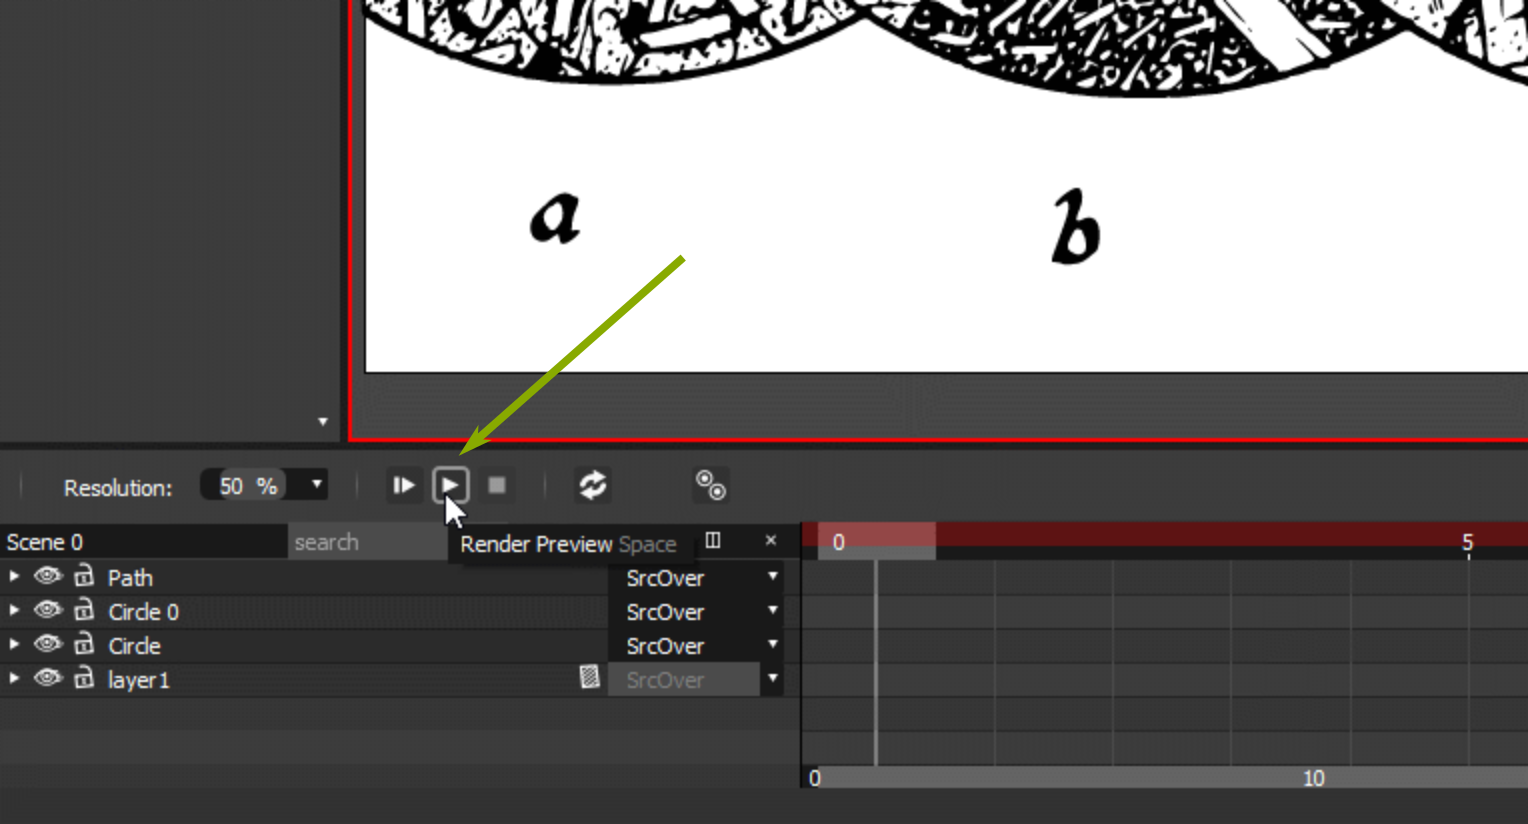 a
b
Resolution: 50 %
Scene 0 search Render Preview Space 0 5
Path SrcOver
Circle 0 SrcOver
Circle SrcOver
layer1 SrcOver
0 10